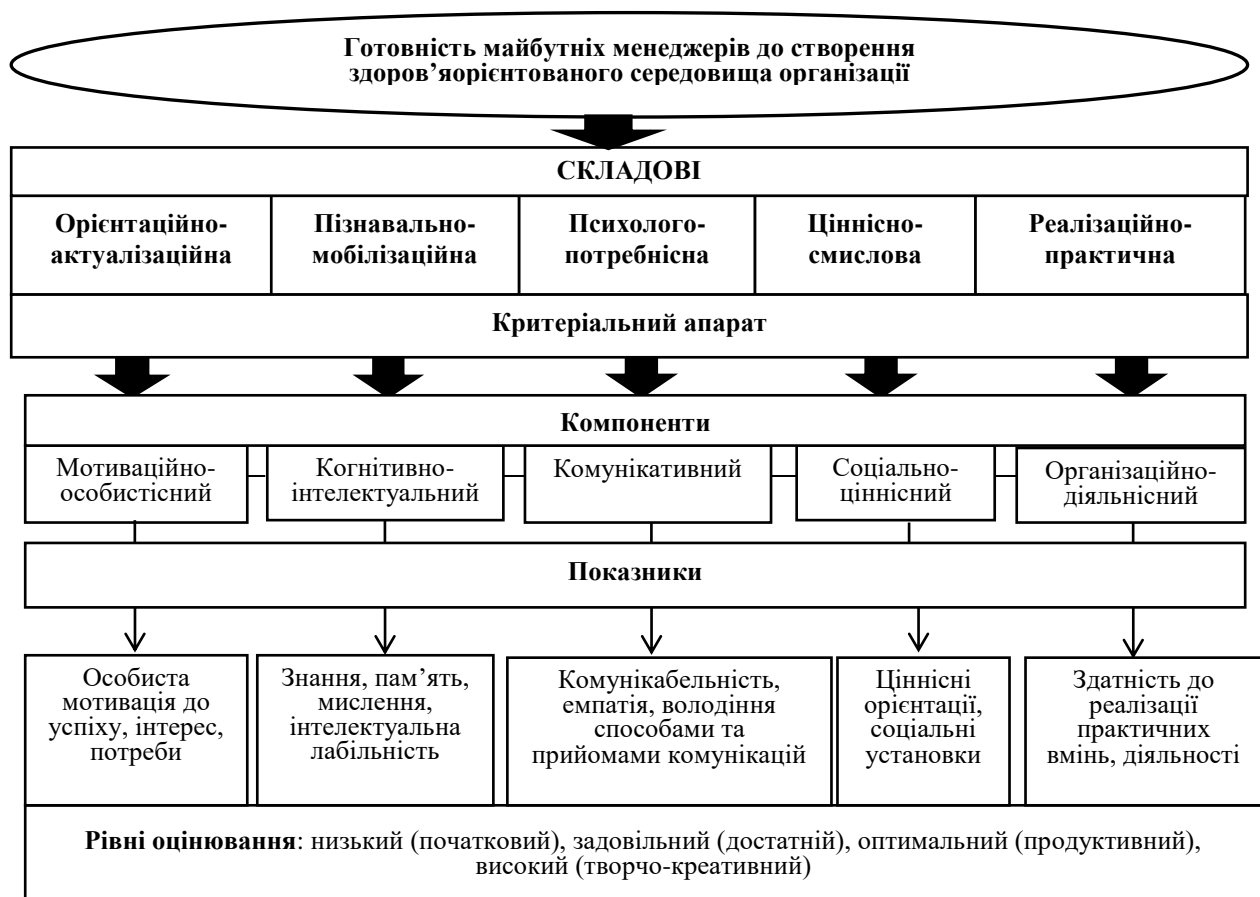 Готовність майбутніх менеджерів до створення
здоров’яорієнтованого середовища організації
СКЛАДОВІ
Орієнтаційно-
актуалізаційна
Пізнавально-
мобілізаційна
Психолого-
потребнісна
Ціннісно-
смислова
Реалізаційно-
практична
Критеріальний апарат
Компоненти
Мотиваційно-
особистісний
Когнітивно-
інтелектуальний
Комунікативний
Соціально-
ціннісний
Організаційно-
діяльнісний
Показники
Особиста
мотивація до
успіху, інтерес,
потреби
Знання, пам’ять,
мислення,
інтелектуальна
лабільність
Комунікабельність,
емпатія, володіння
способами та
прийомами комунікацій
Ціннісні
орієнтації,
соціальні
установки
Здатність до
реалізації
практичних
вмінь, діяльності
Рівні оцінювання: низький (початковий), задовільний (достатній), оптимальний (продуктивний),
високий (творчо-креативний)